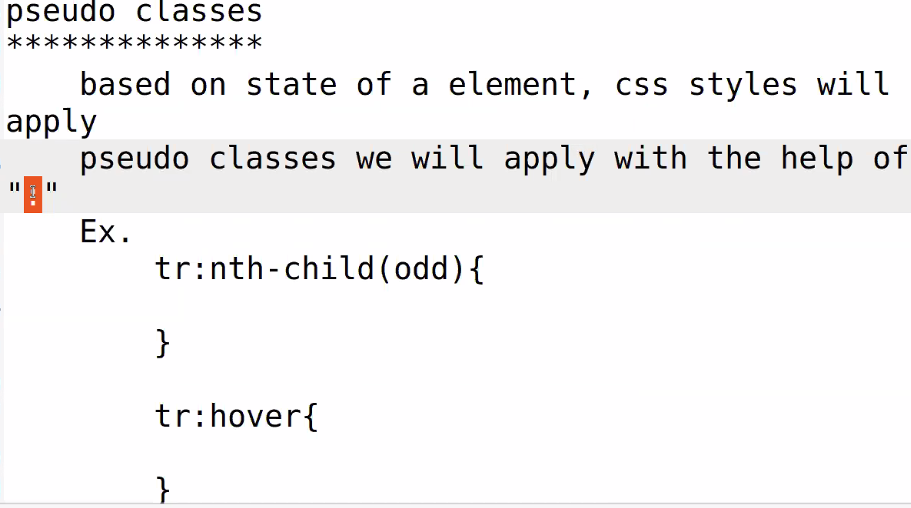 pseudo classes
**************
based on state of a element, css styles will
apply
pseudo classes we will apply with the help of
":"
Ex.
tr:nth-child(odd){
}
tr:hover{
}